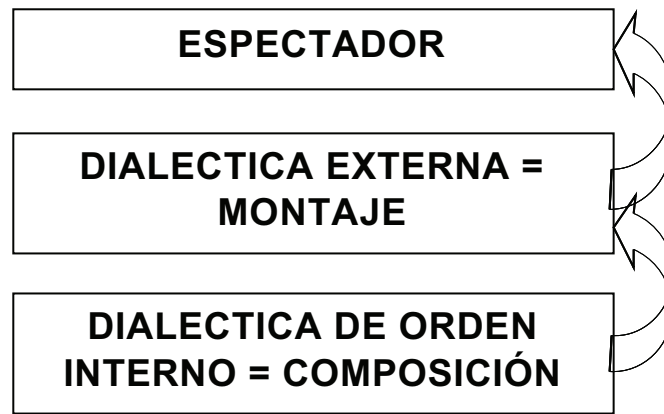 ESPECTADOR
DIALECTICA EXTERNA =
MONTAJE
DIALECTICA DE ORDEN
INTERNO = COMPOSICIÓN